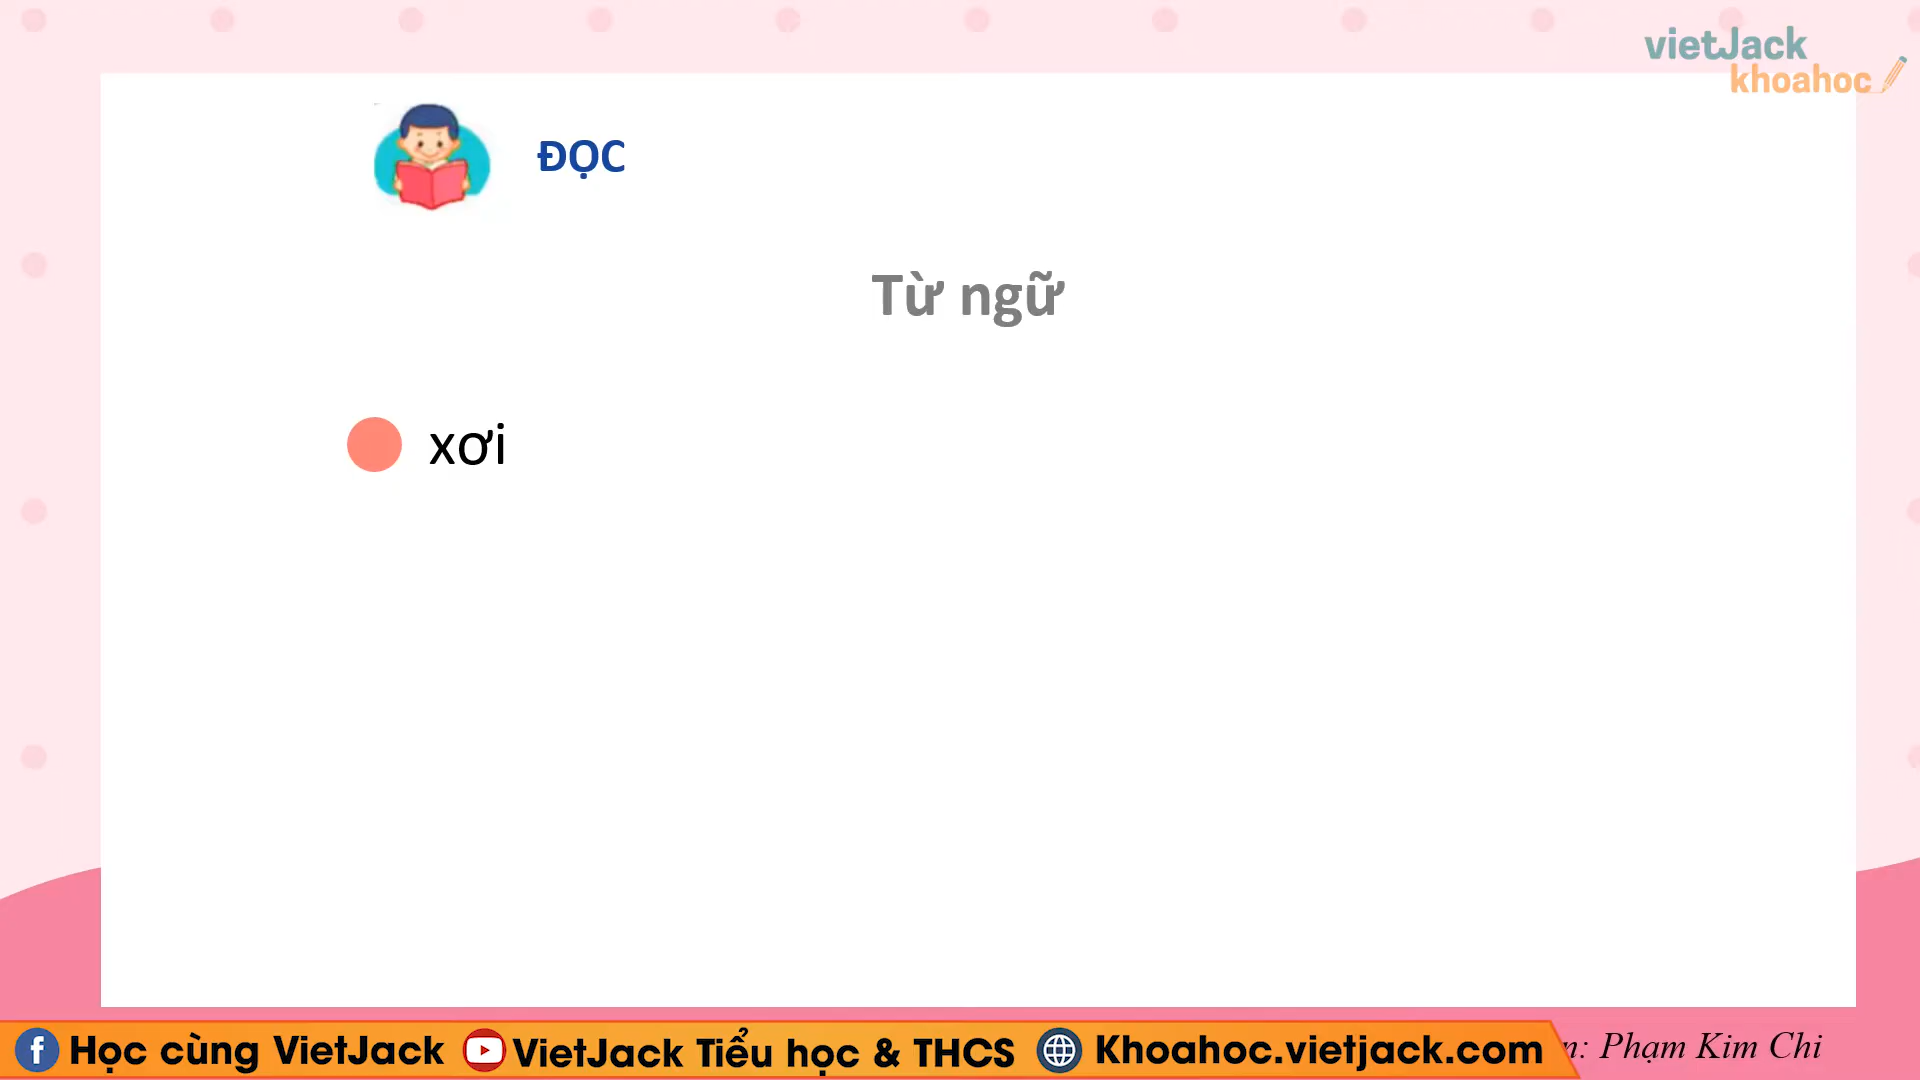 vietJack
khoahoc
ĐỌC
Từ ngữ
xơi
Học cùng VietJack VietJack Tiểu học & THCS Khoahoc.vietjack.com
n: Phạm Kim Chi